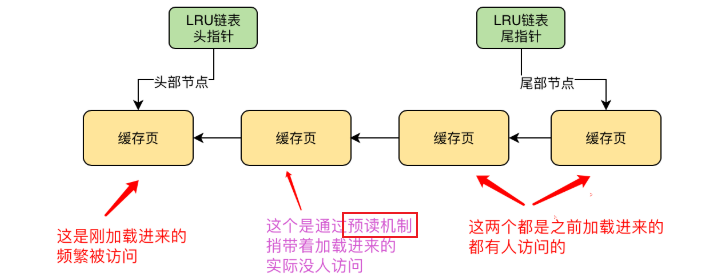 LRU链表
头指针
LRU链表
尾指针
头部节点
尾部节点
缓存页
缓存页
缓存页
缓存页
这是刚加载进来的
频繁被访问
这个是通过预读机制
捎带着加载进来的
实际没人访问
这两个都是之前加载进来的
都有人访问的